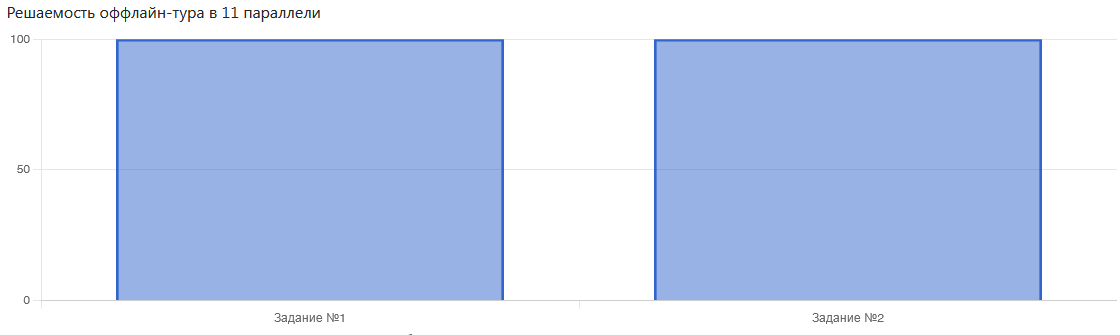 Решаемость оффлайн-тура в 11 параллели
100
50
0
Задание №1
Задание №2